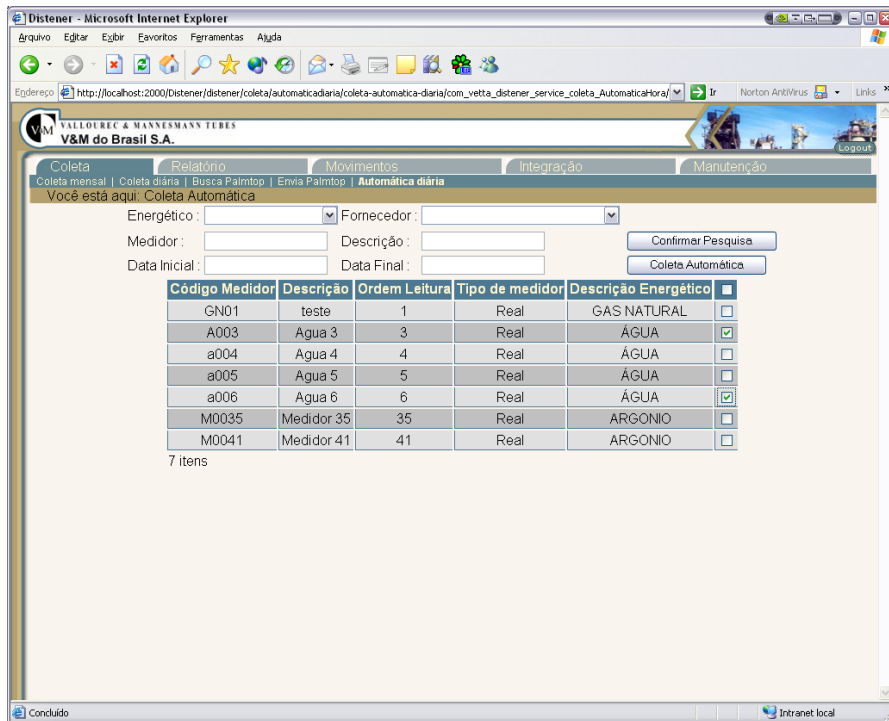 Distener - Microsoft Internet Explorer
Arquivo Editar Exibir Favoritos Ferramentas Ajuda
Endereço http://localhost:2000/Distener/distener/coleta/automaticadiaria/coleta-automatica-diaria/com_vetta_distener_service_coleta_AutomaticaHora/ Ir Norton AntiVirus Links »
V&M VALLOUREC & MANNESMANN TUBES
V&M do Brasil S.A.
Logout
Coleta Relatório Movimentos Integração Manutenção
Coleta mensal | Coleta diária | Busca Palmtop | Envia Palmtop | Automática diária
Você está aqui: Coleta Automática
Energético : Fornecedor :
Medidor : Descrição : Confirmar Pesquisa
Data Inicial : Data Final : Coleta Automática
Código Medidor Descrição Ordem Leitura Tipo de medidor Descrição Energético
GN01 teste 1 Real GAS NATURAL
A003 Agua 3 3 Real ÁGUA
a004 Agua 4 4 Real ÁGUA
a005 Agua 5 5 Real ÁGUA
a006 Agua 6 6 Real ÁGUA
M0035 Medidor 35 35 Real ARGONIO
M0041 Medidor 41 41 Real ARGONIO
7 itens
Concluído Intranet local